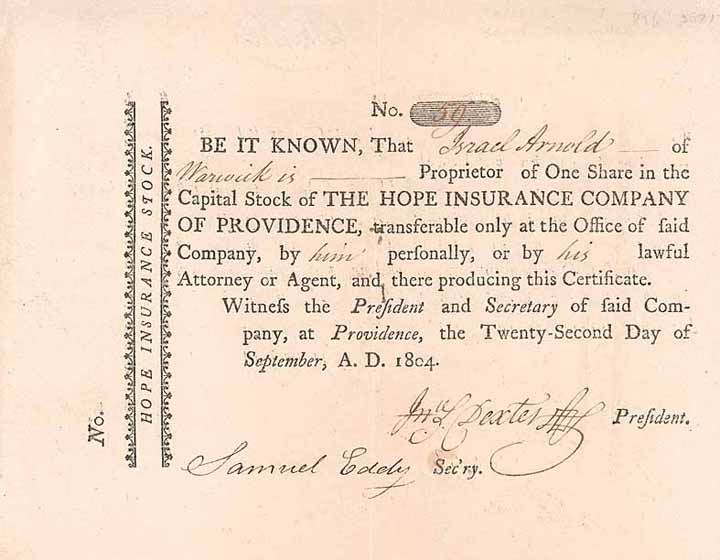 No. 59
BE IT KNOWN, That Israel Arnold — of
Warwick is — Proprietor of One Share in the
Capital Stock of THE HOPE INSURANCE COMPANY
OF PROVIDENCE, transferable only at the Office of ſaid
Company, by him perſonally, or by his lawful
Attorney or Agent, and there producing this Certificate.
Witneſs the Preſident and Secretary of ſaid Com-
pany, at Providence, the Twenty-Second Day of
September, A. D. 1804.
Dexter Preſident.
Samuel Eddy Sec'ry.
No.
HOPE INSURANCE STOCK.